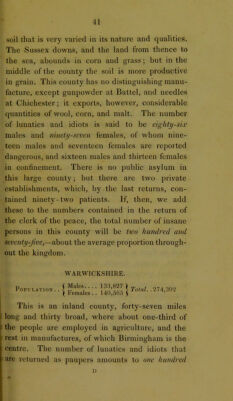 41
soil that is very varied in its nature and qualities.
The Sussex downs, and the land from thence to
the sea, abounds in corn and grass; but in the
middle of the county the soil is more productive
in grain. This county has no distinguishing manu-
facture, except gunpowder at Battel, and needles
at Chichester; it exports, however, considerable
quantities of wool, corn, and malt. The number
of lunatics and idiots is said to be eighty-six
males and ninety-seven females, of whom nine-
teen males and seventeen females are reported
dangerous, and sixteen males and thirteen females
in confinement. There is no public asylum in
this large county; but there are two private
establishments, which, by the last returns, con-
tained ninety-two patients. If, then, we add
these to the numbers contained in the return of
the clerk of the peace, the total number of insane
persons in this county will be two hundred and
seventy-five,—about the average proportion through-
out the kingdom.
WARWICKSHIRE.
Population.. { Males.... 133,827 } Total. .274,392
{ Females.. 140,565 }
This is an inland county, forty-seven miles
long and thirty broad, where about one-third of
the people are employed in agriculture, and the
rest in manufactures, of which Birmingham is the
centre. The number of lunatics and idiots that
are returned as paupers amounts to one hundred
D